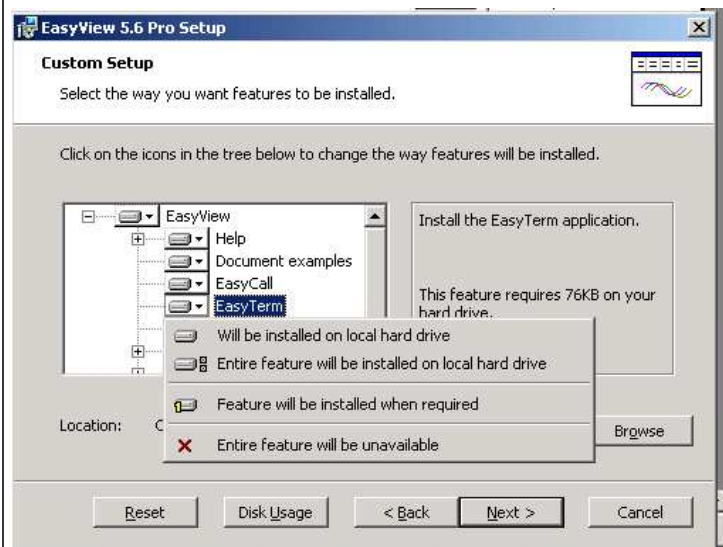 EasyView 5.6 Pro Setup
Custom Setup
Select the way you want features to be installed.
Click on the icons in the tree below to change the way features will be installed.
EasyView
Help
Document examples
EasyCall
EasyTerm
Install the EasyTerm application.
This feature requires 76KB on your
hard drive.
Will be installed on local hard drive
Entire feature will be installed on local hard drive
Feature will be installed when required
Entire feature will be unavailable
Location:
Browse
Reset
Disk Usage
< Back
Next >
Cancel